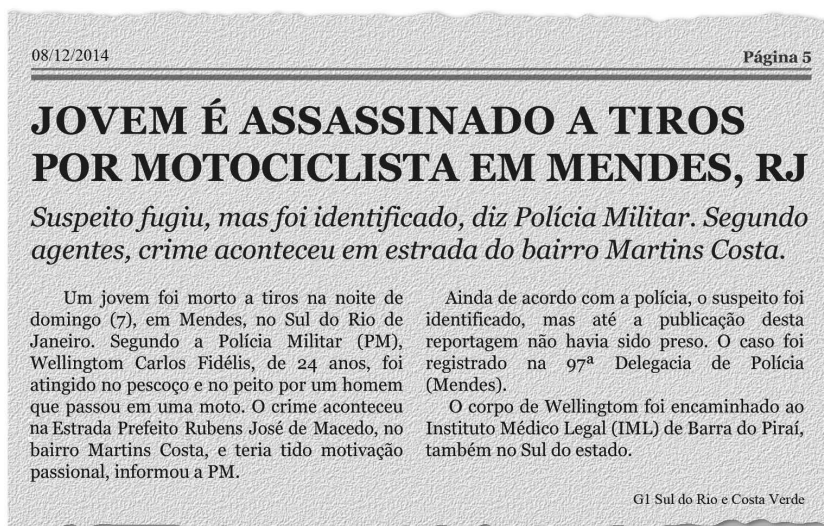 08/12/2014
Página 5
JOVEM É ASSASSINADO A TIROS
POR MOTOCICLISTA EM MENDES, RJ
Suspeito fugiu, mas foi identificado, diz Polícia Militar. Segundo
agentes, crime aconteceu em estrada do bairro Martins Costa.
Um jovem foi morto a tiros na noite de
domingo (7), em Mendes, no Sul do Rio de
Janeiro. Segundo a Polícia Militar (PM),
Wellingtom Carlos Fidélis, de 24 anos, foi
atingido no pescoço e no peito por um homem
que passou em uma moto. O crime aconteceu
na Estrada Prefeito Rubens José de Macedo, no
bairro Martins Costa, e teria tido motivação
passional, informou a PM.
Ainda de acordo com a polícia, o suspeito foi
identificado, mas até a publicação desta
reportagem não havia sido preso. O caso foi
registrado na 97ª Delegacia de Polícia
(Mendes).
O corpo de Wellingtom foi encaminhado ao
Instituto Médico Legal (IML) de Barra do Piraí,
também no Sul do estado.
G1 Sul do Rio e Costa Verde